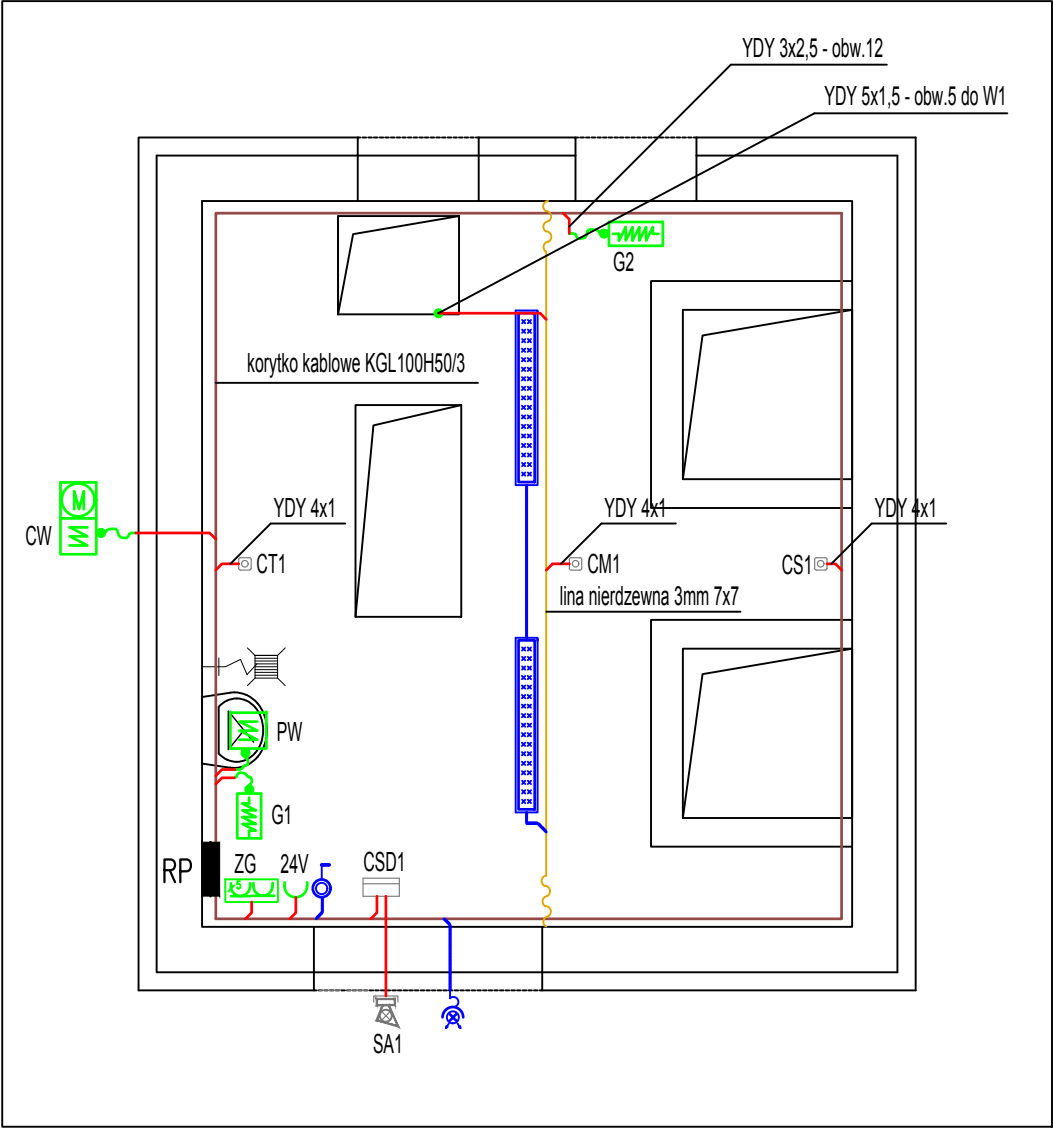 YDY 3x2,5 - obw.12
YDY 5x1,5 - obw.5 do W1
G2
korytko kablowe KGL100H50/3
M
CW
YDY 4x1
YDY 4x1
YDY 4x1
CT1
CM1
CS1
lina nierdzewna 3mm 7x7
PW
G1
RP
ZG
24V
CSD1
x5
SA1